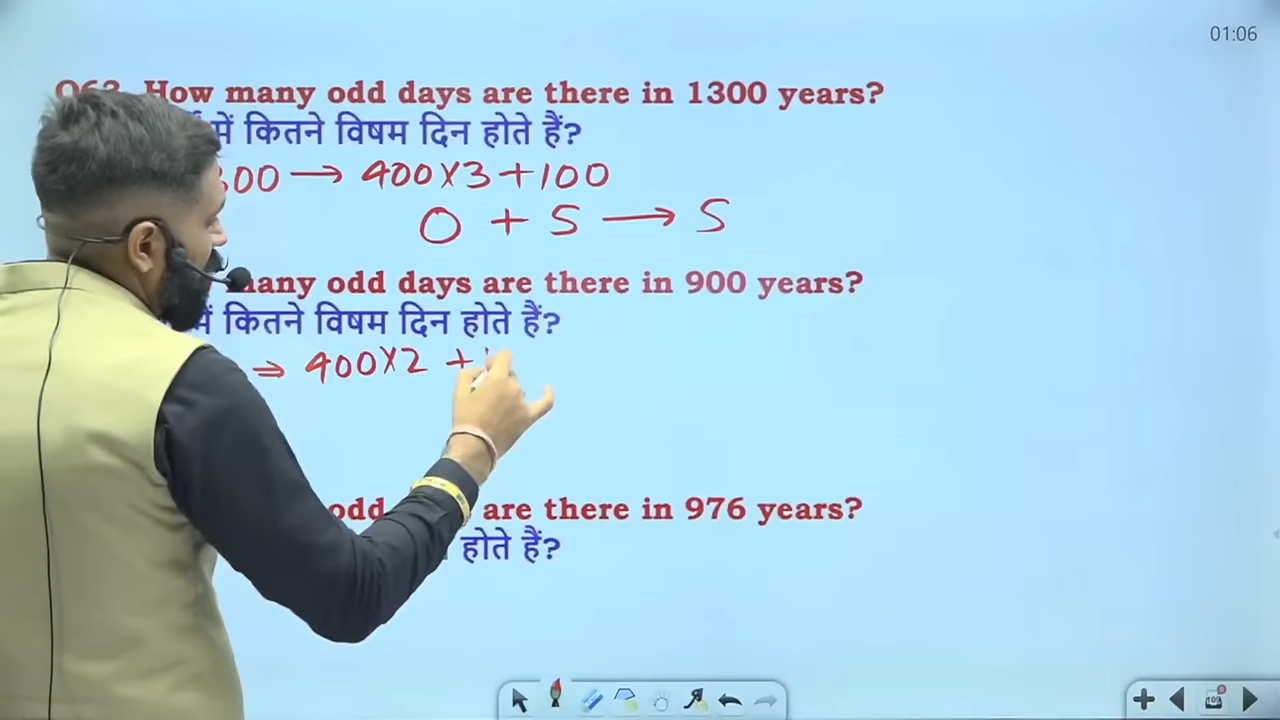 01:06
How many odd days are there in 1300 years?
में कितने विषम दिन होते हैं?
→ 400×3+100
0 + 5 → 5
many odd days are there in 900 years?
में कितने विषम दिन होते हैं?
⇒ 400×2 +
odd are there in 976 years?
होते हैं?